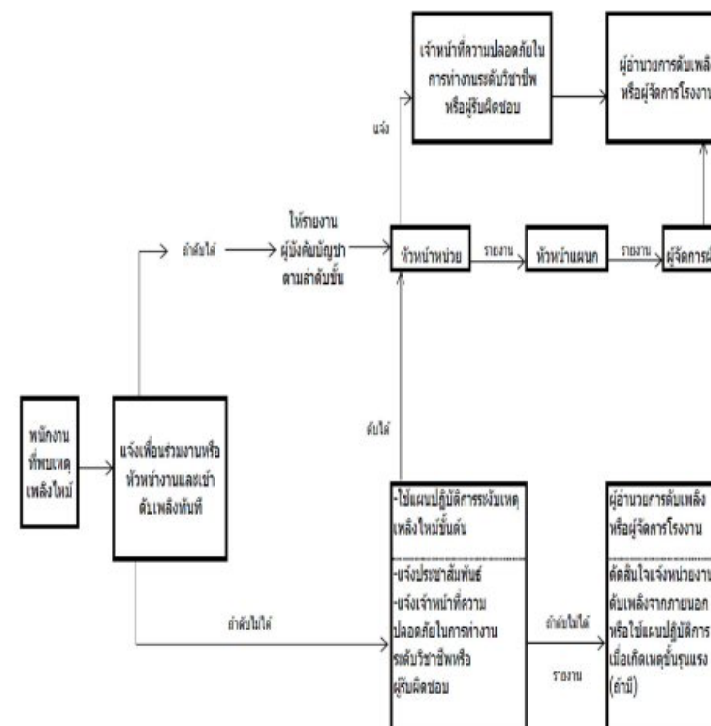 เจ้าหน้าที่ความปลอดภัยใน
การทำงานระดับวิชาชีพ
หรือผู้รับผิดชอบ
ผู้อำนวยการดับเพลิง
หรือผู้จัดการโรงงาน
แจ้ง
ถ้าดับได้
ให้รายงาน
ผู้บังคับบัญชา
ตามลำดับขั้น
หัวหน้าหน่วย
รายงาน
หัวหน้าแผนก
รายงาน
ผู้จัดการฝ
พนักงาน
ที่พบเหตุ
เพลิงไหม้
แจ้งเพื่อนร่วมงานหรือ
หัวหน้างานและเข้า
ดับเพลิงทันที
ดับได้
ถ้าดับไม่ได้
-ใช้แผนปฏิบัติการระงับเหตุ
เพลิงไหม้ขั้นต้น
-แจ้งประชาสัมพันธ์
-แจ้งเจ้าหน้าที่ความ
ปลอดภัยในการทำงาน
ระดับวิชาชีพหรือ
ผู้รับผิดชอบ
ถ้าดับไม่ได้
รายงาน
ผู้อำนวยการดับเพลิง
หรือผู้จัดการโรงงาน
ตัดสินใจแจ้งหน่วยงาน
ดับเพลิงจากภายนอก
หรือใช้แผนปฏิบัติการ
เมื่อเกิดเหตุขั้นรุนแรง
(ถ้ามี)